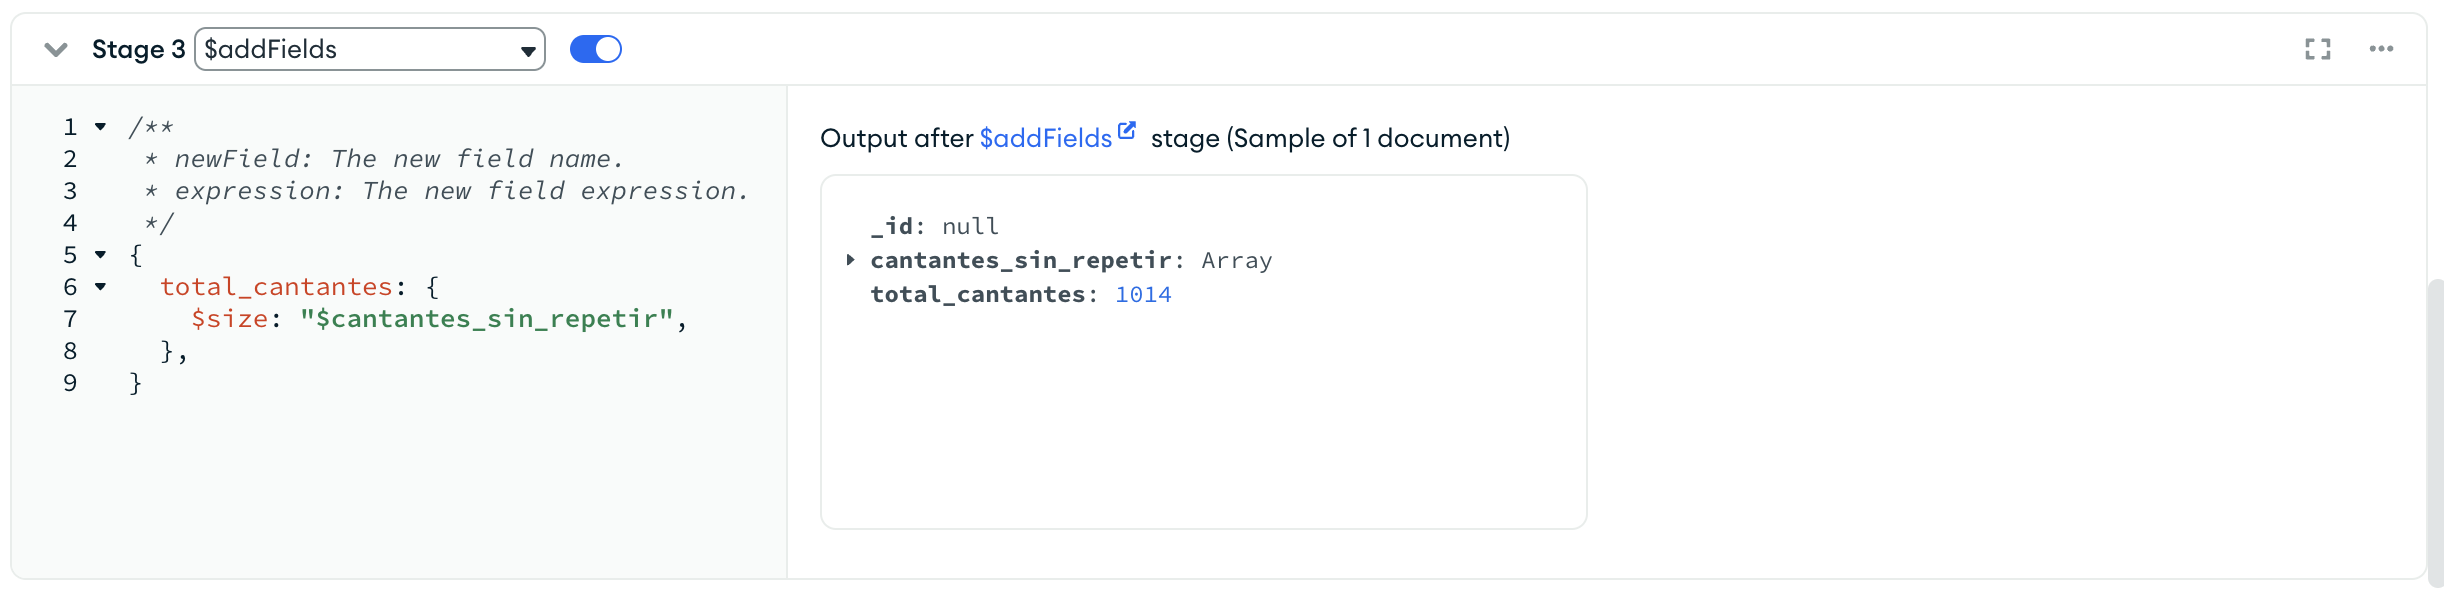 Stage 3 $addFields
1 /**
2  * newField: The new field name.
3  * expression: The new field expression.
4  */
5 {
6   total_cantantes: {
7     $size: "$cantantes_sin_repetir",
8   },
9 }
Output after $addFields stage (Sample of 1 document)
_id: null
cantantes_sin_repetir: Array
total_cantantes: 1014